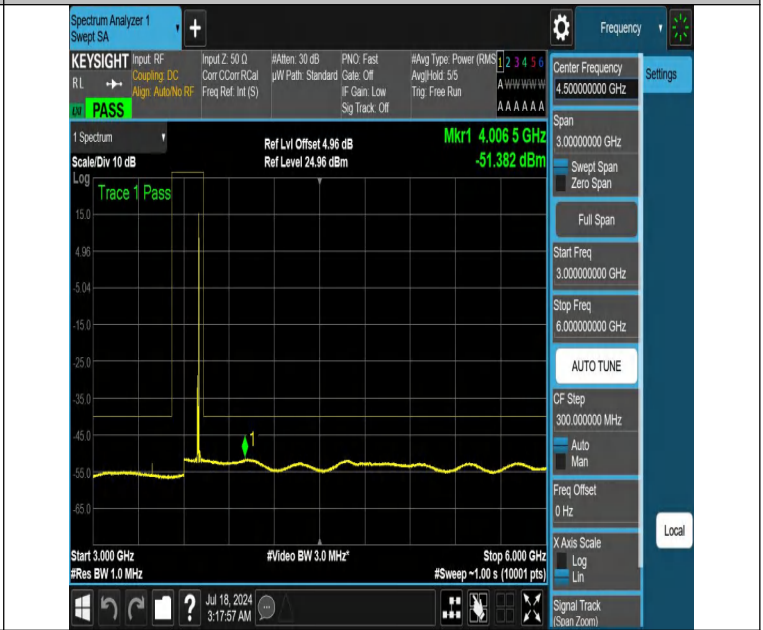 Spectrum Analyzer 1
Swept SA
+
Frequency
KEYSIGHT
RL
PASS
Input: RF
Coupling: DC
Align: Auto/No RF
Input Z: 50 Ω
Corr CCorr RCal
Freq Ref: Int (S)
#Atten: 30 dB
µW Path: Standard
PNO: Fast
Gate: Off
IF Gain: Low
Sig Track: Off
#Avg Type: Power (RMS
Avg|Hold: 5/5
Trig: Free Run
1 2 3 4 5 6
A W W W W W
A A A A A A
1 Spectrum
Scale/Div 10 dB
Log
Ref Lvl Offset 4.96 dB
Ref Level 24.96 dBm
Mkr1 4.006 5 GHz
-51.382 dBm
Trace 1 Pass
15.0
4.96
-5.04
-15.0
-25.0
-35.0
-45.0
-55.0
-65.0
1
Start 3.000 GHz
#Res BW 1.0 MHz
#Video BW 3.0 MHz*
Stop 6.000 GHz
#Sweep ~1.00 s (10001 pts)
Center Frequency
4.500000000 GHz
Settings
Span
3.00000000 GHz
Swept Span
Zero Span
Full Span
Start Freq
3.000000000 GHz
Stop Freq
6.000000000 GHz
AUTO TUNE
CF Step
300.000000 MHz
Auto
Man
Freq Offset
0 Hz
X Axis Scale
Log
Lin
Local
Signal Track
(Span Zoom)
?
Jul 18, 2024
3:17:57 AM